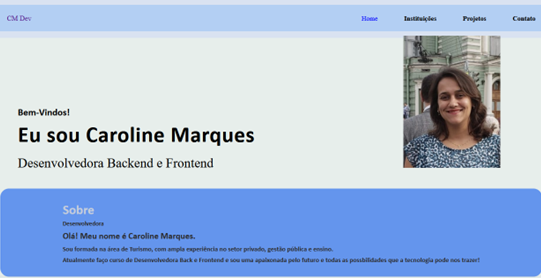 CM Dev
Home Instituições Projetos Contato
Bem-Vindos!
Eu sou Caroline Marques
Desenvolvedora Backend e Frontend
Sobre
Desenvolvedora
Olá! Meu nome é Caroline Marques.
Sou formada na área de Turismo, com ampla experiência no setor privado, gestão pública e ensino.
Atualmente faço curso de Desenvolvedora Back e Frontend e sou uma apaixonada pelo futuro e todas as possibilidades que a tecnologia pode nos trazer!